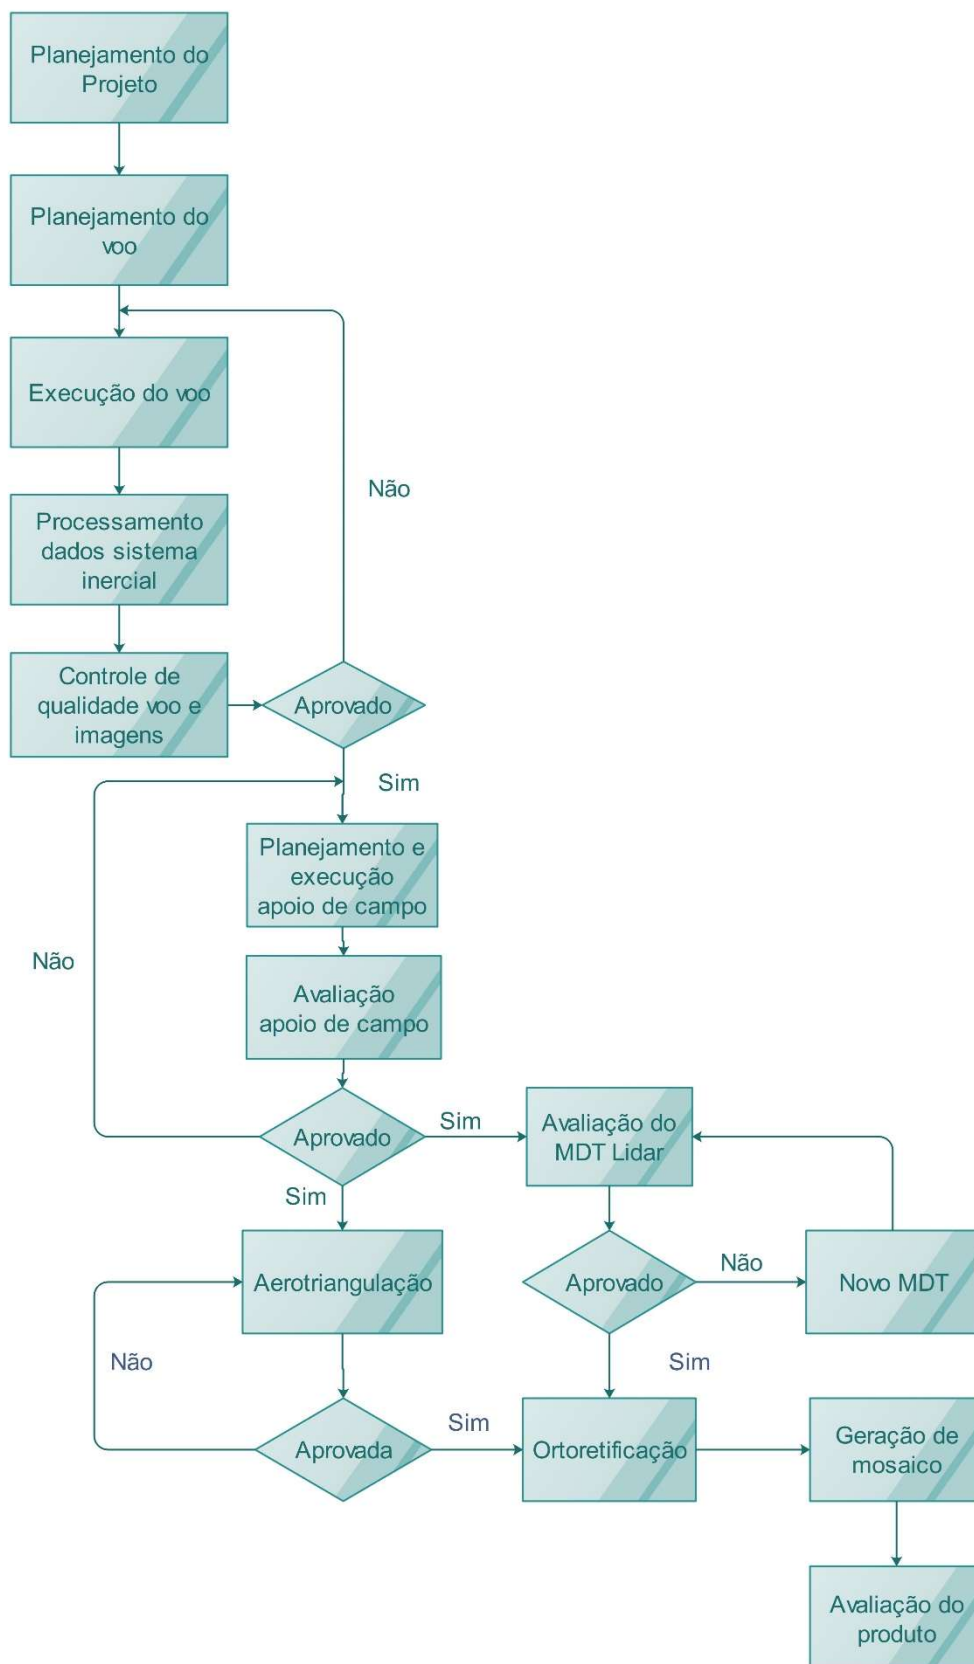 Planejamento do
Projeto
Planejamento do
voo
Execução do voo
Não
Processamento
dados sistema
inercial
Controle de
qualidade voo e
imagens
Aprovado
Sim
Planejamento e
execução
apoio de campo
Não
Avaliação
apoio de campo
Aprovado
Sim
Avaliação do
MDT Lidar
Sim
Aerotriangulação
Aprovado
Não
Novo MDT
Não
Sim
Aprovada
Sim
Ortoretificação
Geração de
mosaico
Avaliação do
produto